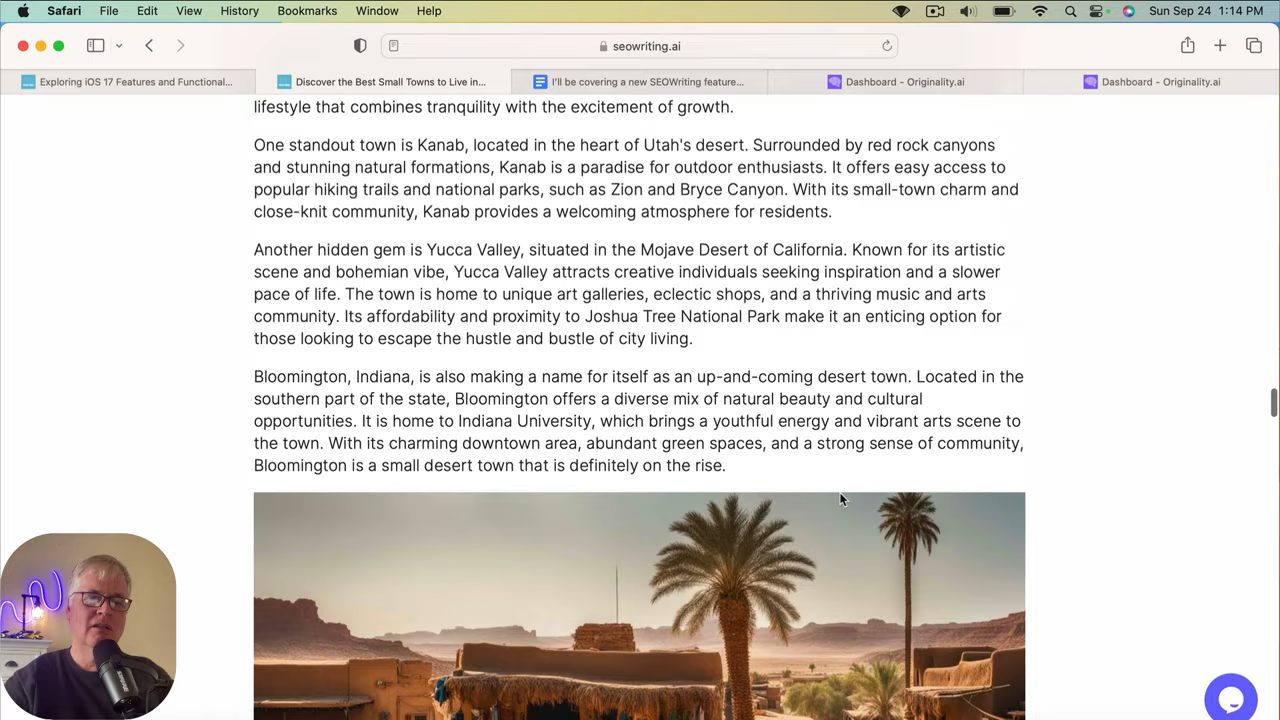 Safari File Edit View History Bookmarks Window Help Sun Sep 24 1:14 PM
seowriting.ai
Exploring iOS 17 Features and Functional... Discover the Best Small Towns to Live in... I'll be covering a new SEOWriting feature... Dashboard - Originality.ai Dashboard - Originality.ai
lifestyle that combines tranquility with the excitement of growth.
One standout town is Kanab, located in the heart of Utah's desert. Surrounded by red rock canyons
and stunning natural formations, Kanab is a paradise for outdoor enthusiasts. It offers easy access to
popular hiking trails and national parks, such as Zion and Bryce Canyon. With its small-town charm and
close-knit community, Kanab provides a welcoming atmosphere for residents.
Another hidden gem is Yucca Valley, situated in the Mojave Desert of California. Known for its artistic
scene and bohemian vibe, Yucca Valley attracts creative individuals seeking inspiration and a slower
pace of life. The town is home to unique art galleries, eclectic shops, and a thriving music and arts
community. Its affordability and proximity to Joshua Tree National Park make it an enticing option for
those looking to escape the hustle and bustle of city living.
Bloomington, Indiana, is also making a name for itself as an up-and-coming desert town. Located in the
southern part of the state, Bloomington offers a diverse mix of natural beauty and cultural
opportunities. It is home to Indiana University, which brings a youthful energy and vibrant arts scene to
the town. With its charming downtown area, abundant green spaces, and a strong sense of community,
Bloomington is a small desert town that is definitely on the rise.